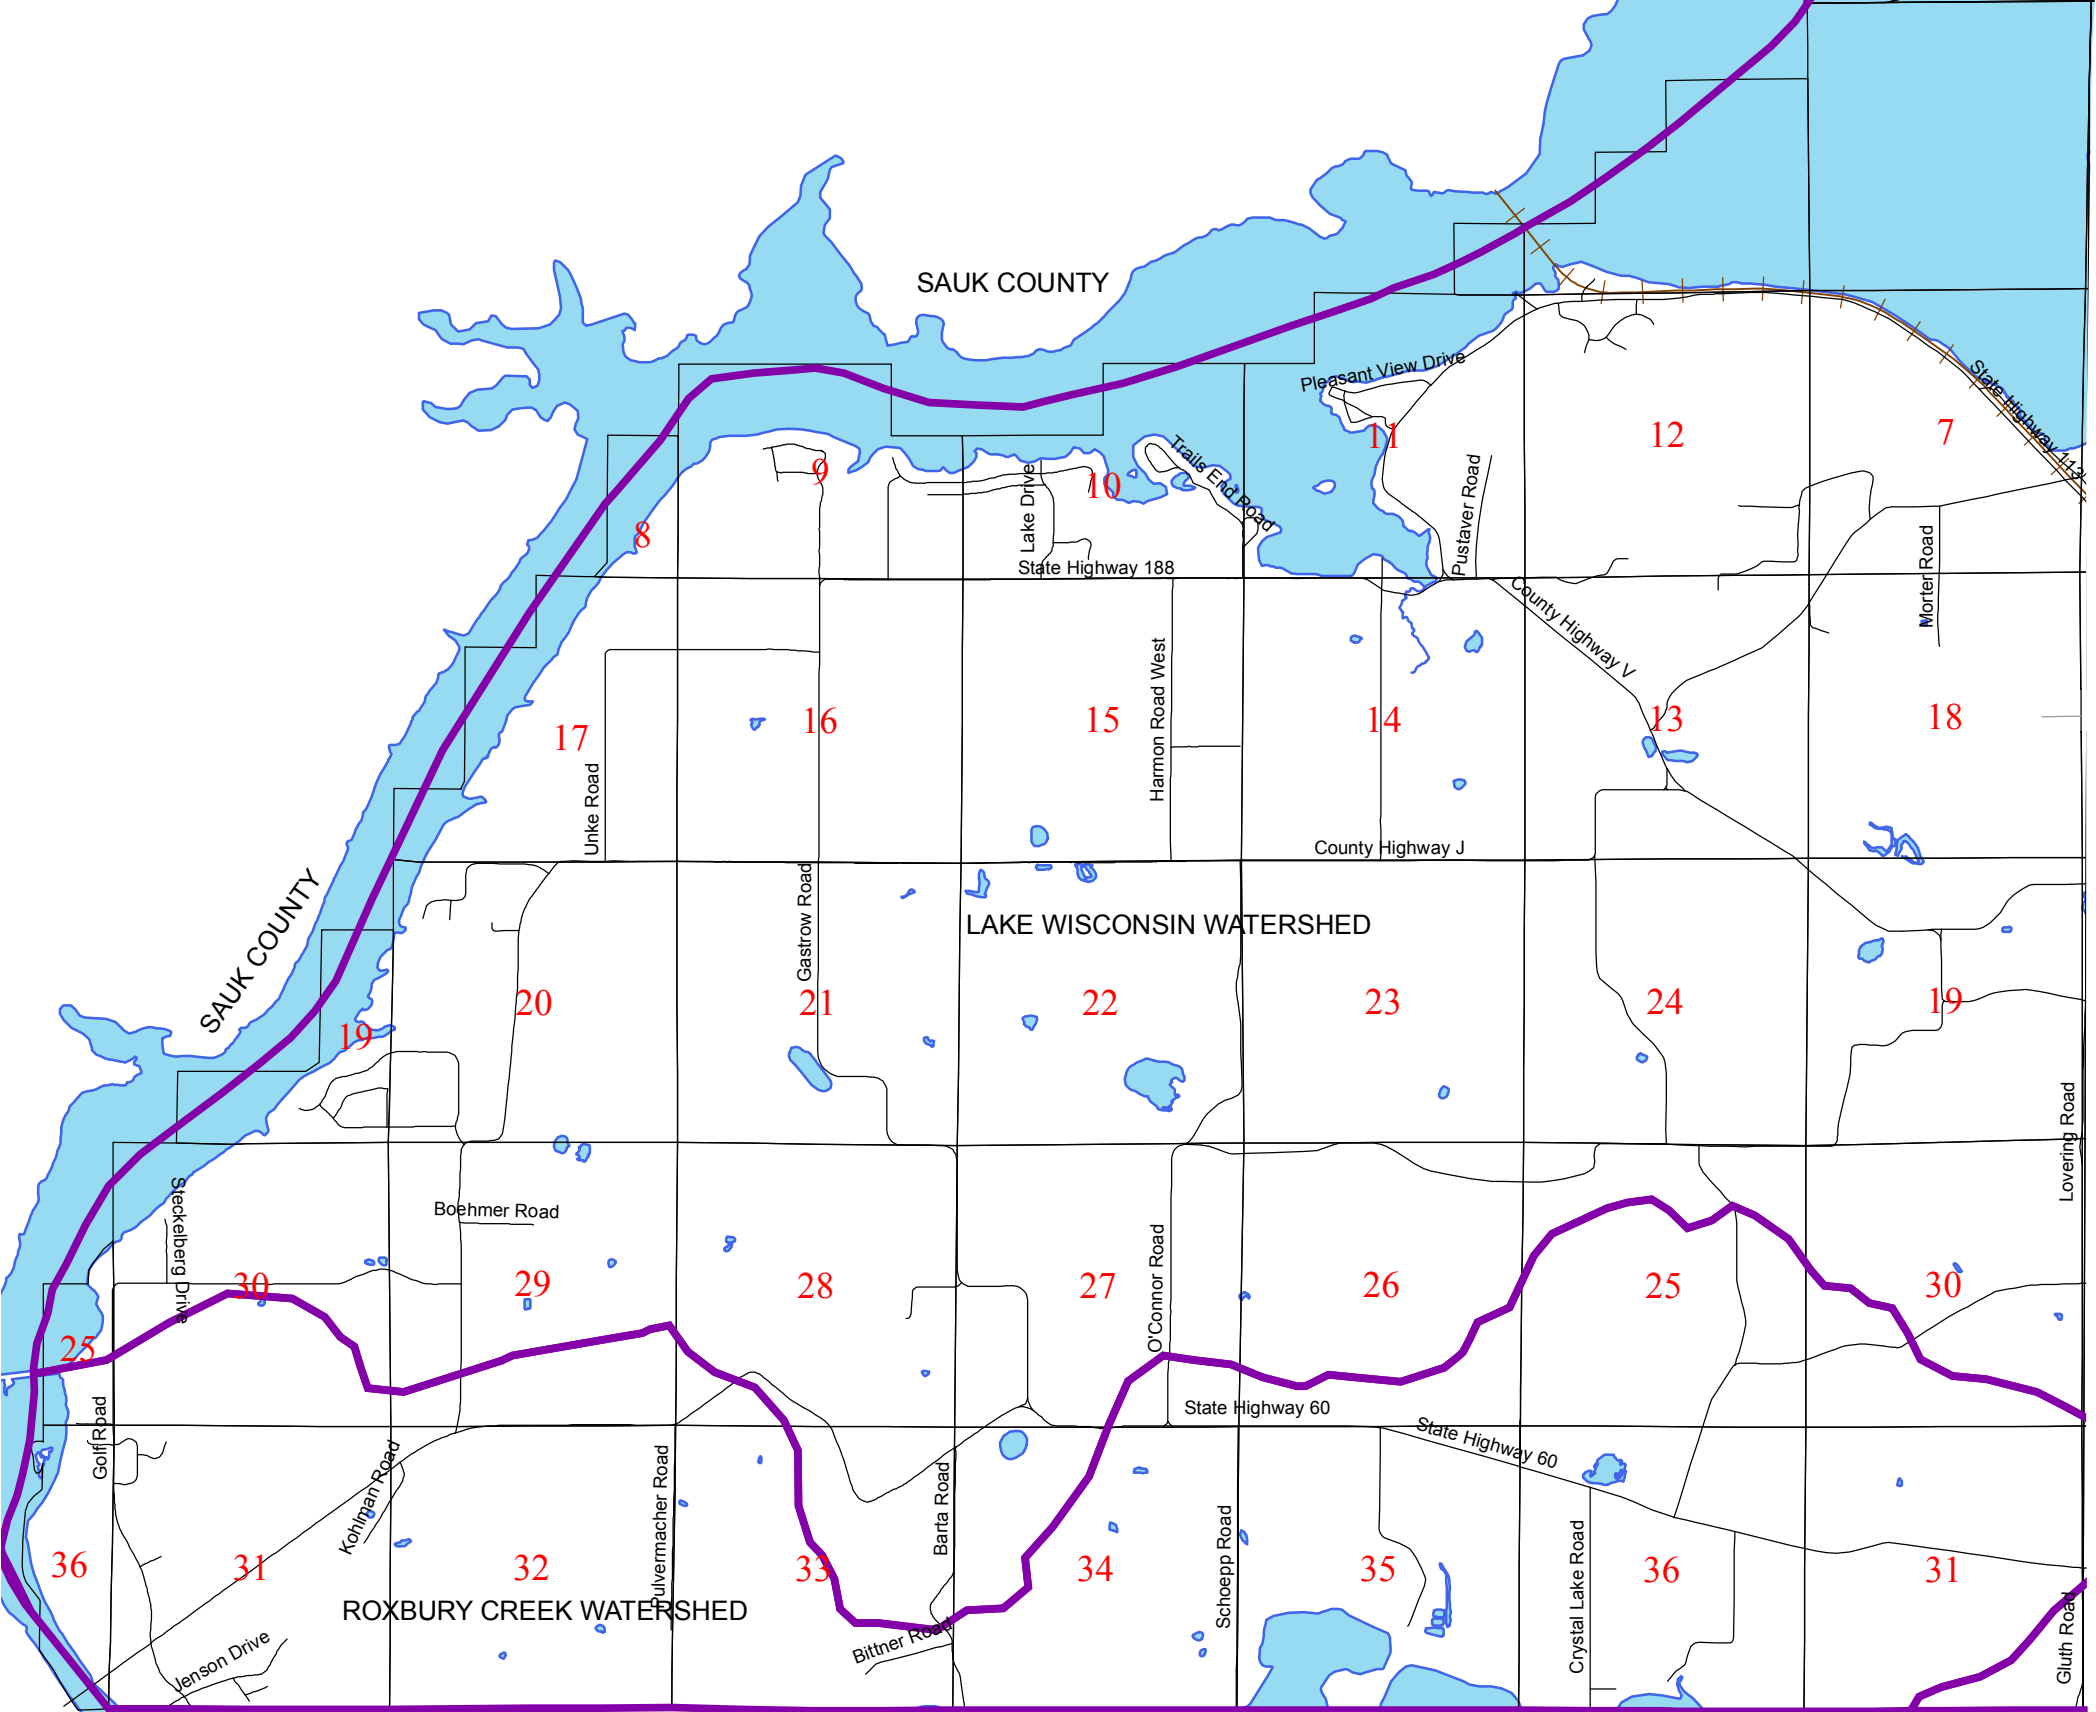 SAUK COUNTY
Pleasant View Drive
State Highway 113
11
12
7
Trails End Road
9
10
Lake Drive
Pustaver Road
8
State Highway 188
Morter Road
County Highway V
Harmon Road West
17
16
15
14
13
18
Unke Road
County Highway J
SAUK COUNTY
Gastrow Road
LAKE WISCONSIN WATERSHED
19
20
21
22
23
24
19
Lovering Road
Steckelberg Drive
Boehmer Road
O'Connor Road
30
29
28
27
26
25
30
25
Golf Road
State Highway 60
State Highway 60
Kohlman Road
Pulvermacher Road
Barta Road
Schoepp Road
Crystal Lake Road
36
31
32
33
34
35
36
31
ROXBURY CREEK WATERSHED
Jenson Drive
Bittner Road
Gluth Road